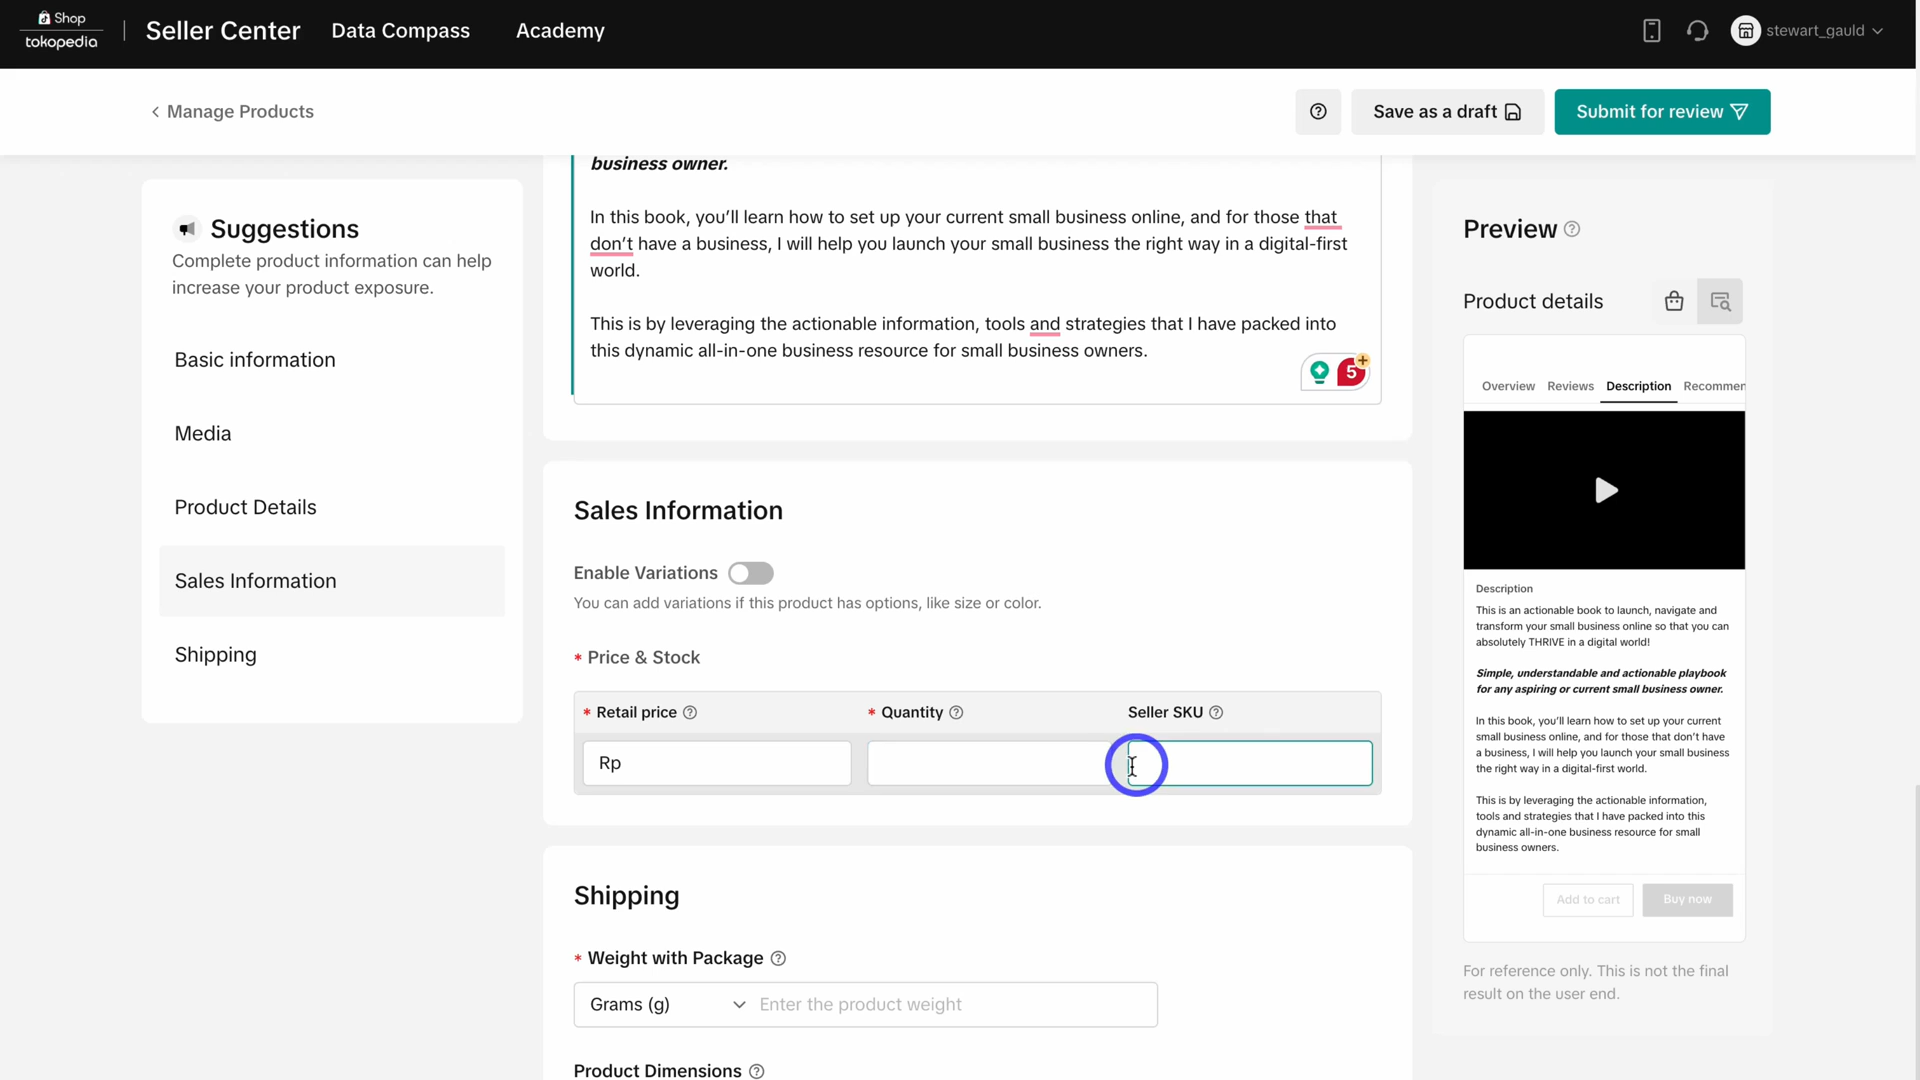 Shop
tokopedia
Seller Center
Data Compass
Academy
stewart_gauld
Manage Products
Save as a draft
Submit for review
Suggestions
Complete product information can help
increase your product exposure.
Basic information
Media
Product Details
Sales Information
Shipping
business owner.
In this book, you'll learn how to set up your current small business online, and for those that
don't have a business, I will help you launch your small business the right way in a digital-first
world.
This is by leveraging the actionable information, tools and strategies that I have packed into
this dynamic all-in-one business resource for small business owners.
5
Sales Information
Enable Variations
You can add variations if this product has options, like size or color.
* Price & Stock
* Retail price
* Quantity
Seller SKU
Rp
Shipping
* Weight with Package
Grams (g)
Enter the product weight
Product Dimensions
Preview
Product details
Overview Reviews Description Recommen
Description
This is an actionable book to launch, navigate and
transform your small business online so that you can
absolutely THRIVE in a digital world!
Simple, understandable and actionable playbook
for any aspiring or current small business owner.
In this book, you'll learn how to set up your current
small business online, and for those that don't have
a business, I will help you launch your small business
the right way in a digital-first world.
This is by leveraging the actionable information,
tools and strategies that I have packed into this
dynamic all-in-one business resource for small
business owners.
Add to cart
Buy now
For reference only. This is not the final
result on the user end.